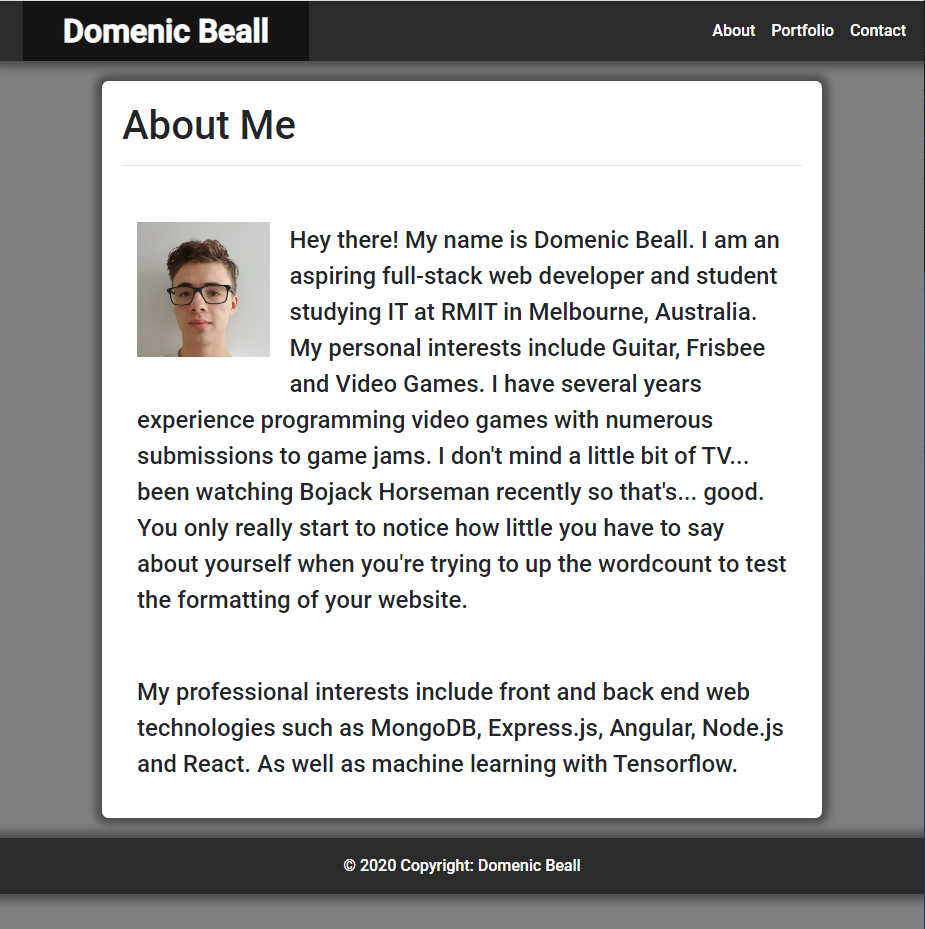 Domenic Beall
About Portfolio Contact
About Me
Hey there! My name is Domenic Beall. I am an
aspiring full-stack web developer and student
studying IT at RMIT in Melbourne, Australia.
My personal interests include Guitar, Frisbee
and Video Games. I have several years
experience programming video games with numerous
submissions to game jams. I don't mind a little bit of TV...
been watching Bojack Horseman recently so that's... good.
You only really start to notice how little you have to say
about yourself when you're trying to up the wordcount to test
the formatting of your website.
My professional interests include front and back end web
technologies such as MongoDB, Express.js, Angular, Node.js
and React. As well as machine learning with Tensorflow.
© 2020 Copyright: Domenic Beall